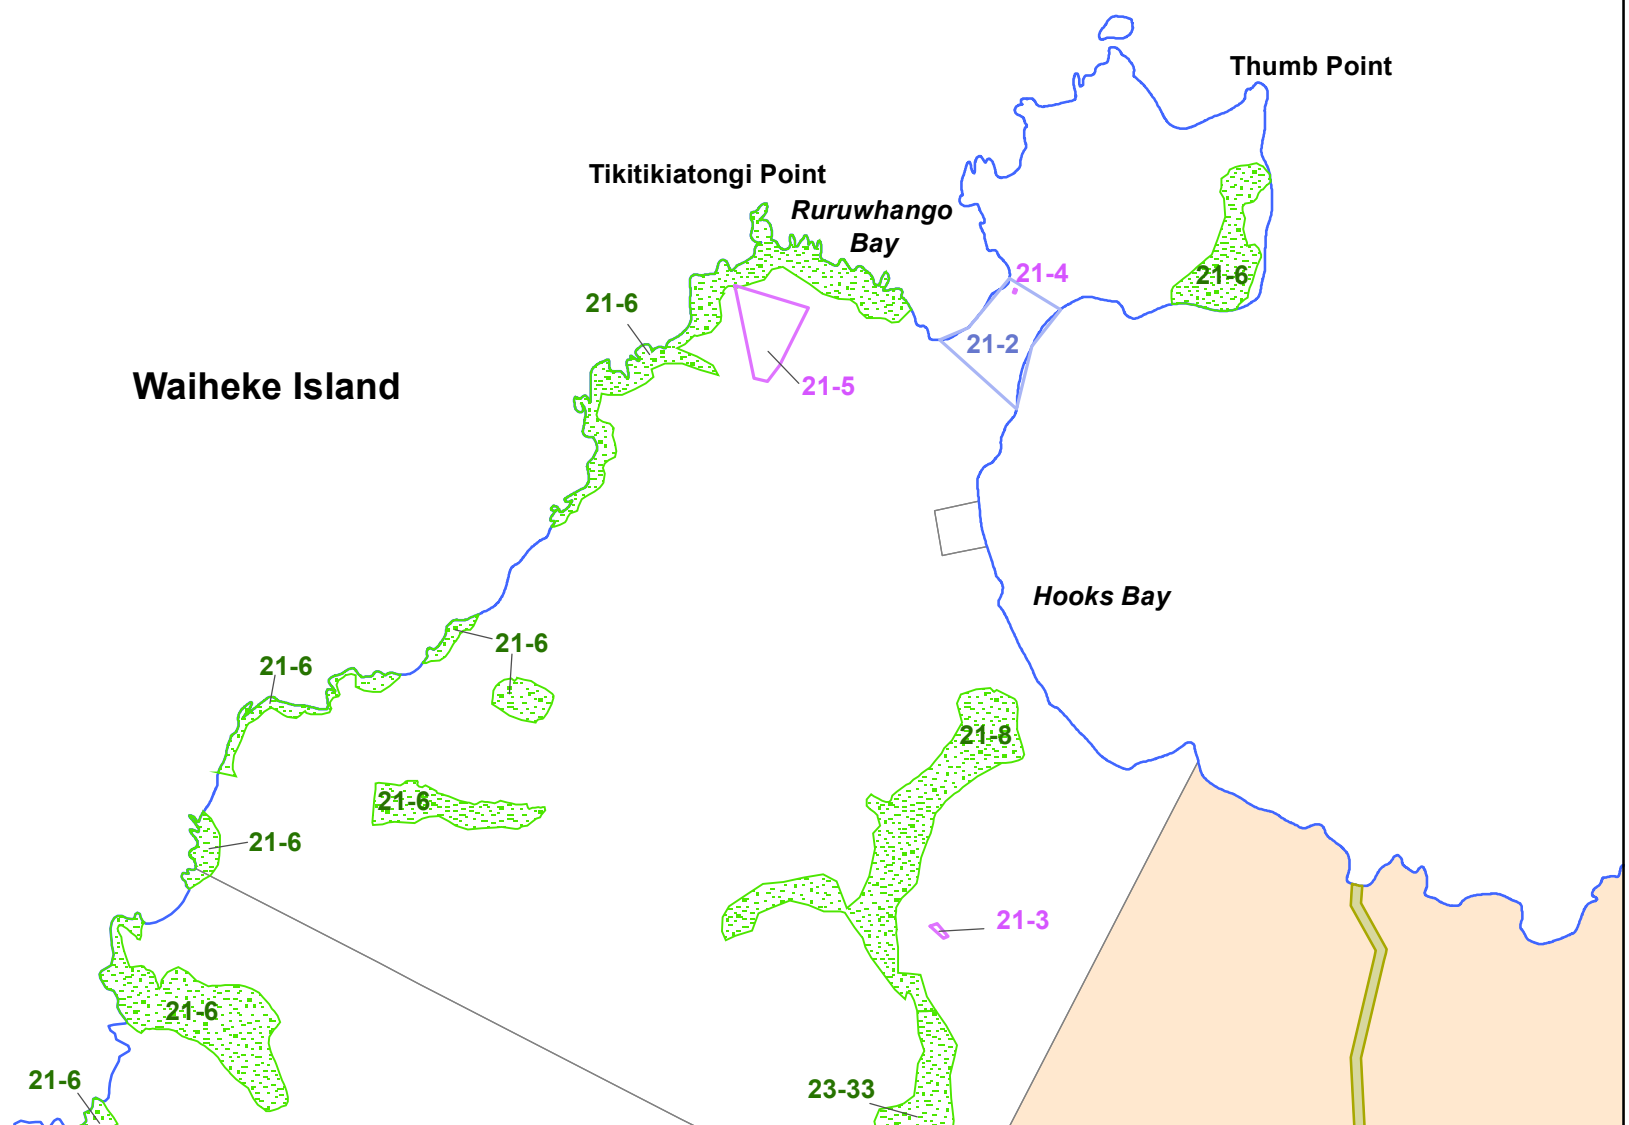 Thumb Point
Tikitikiatongi Point
Ruruwhango
Bay
21-4
21-6
21-6
21-2
Waiheke Island
21-5
Hooks Bay
21-6
21-6
21-8
21-6
21-6
21-3
21-6
21-6
23-33